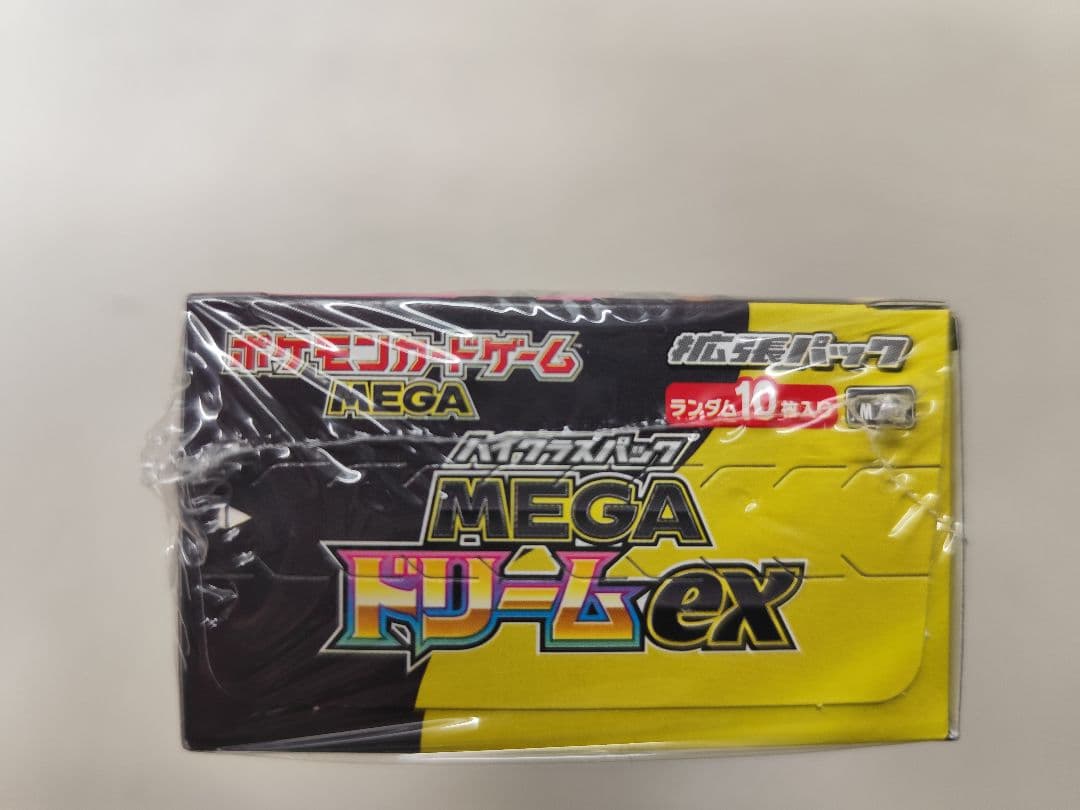 ポケモンカードゲーム
MEGA
拡張パック
ランダム10枚入り
ハイクラスパック
MEGA
ドリームex